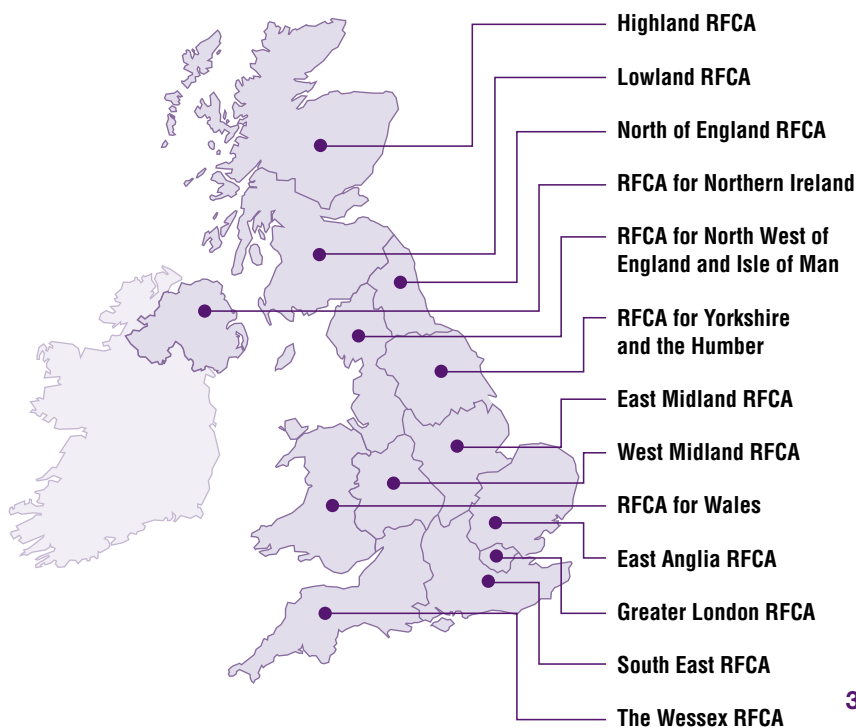 Highland RFCA
Lowland RFCA
North of England RFCA
RFCA for Northern Ireland
RFCA for North West of
England and Isle of Man
RFCA for Yorkshire
and the Humber
East Midland RFCA
West Midland RFCA
RFCA for Wales
East Anglia RFCA
Greater London RFCA
South East RFCA
The Wessex RFCA
3